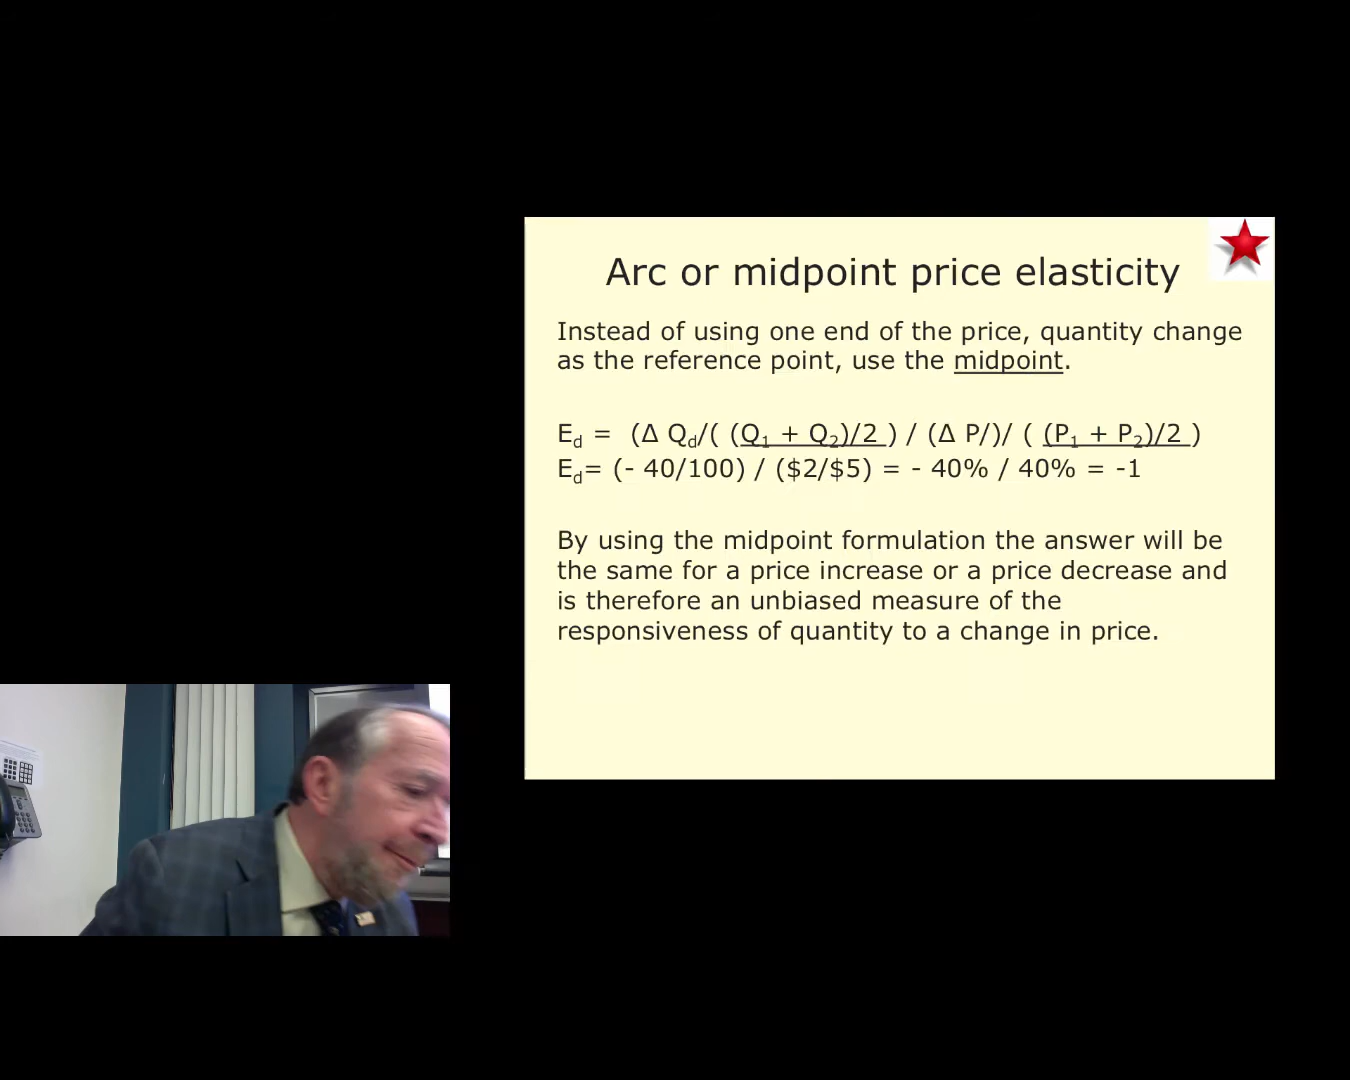 Arc or midpoint price elasticity
Instead of using one end of the price, quantity change
as the reference point, use the midpoint.
E_d = (Δ Q_d/( (Q_1 + Q_2)/2 ) / (Δ P/)/ ( (P_1 + P_2)/2 )
E_d= (- 40/100) / ($2/$5) = - 40% / 40% = -1
By using the midpoint formulation the answer will be
the same for a price increase or a price decrease and
is therefore an unbiased measure of the
responsiveness of quantity to a change in price.